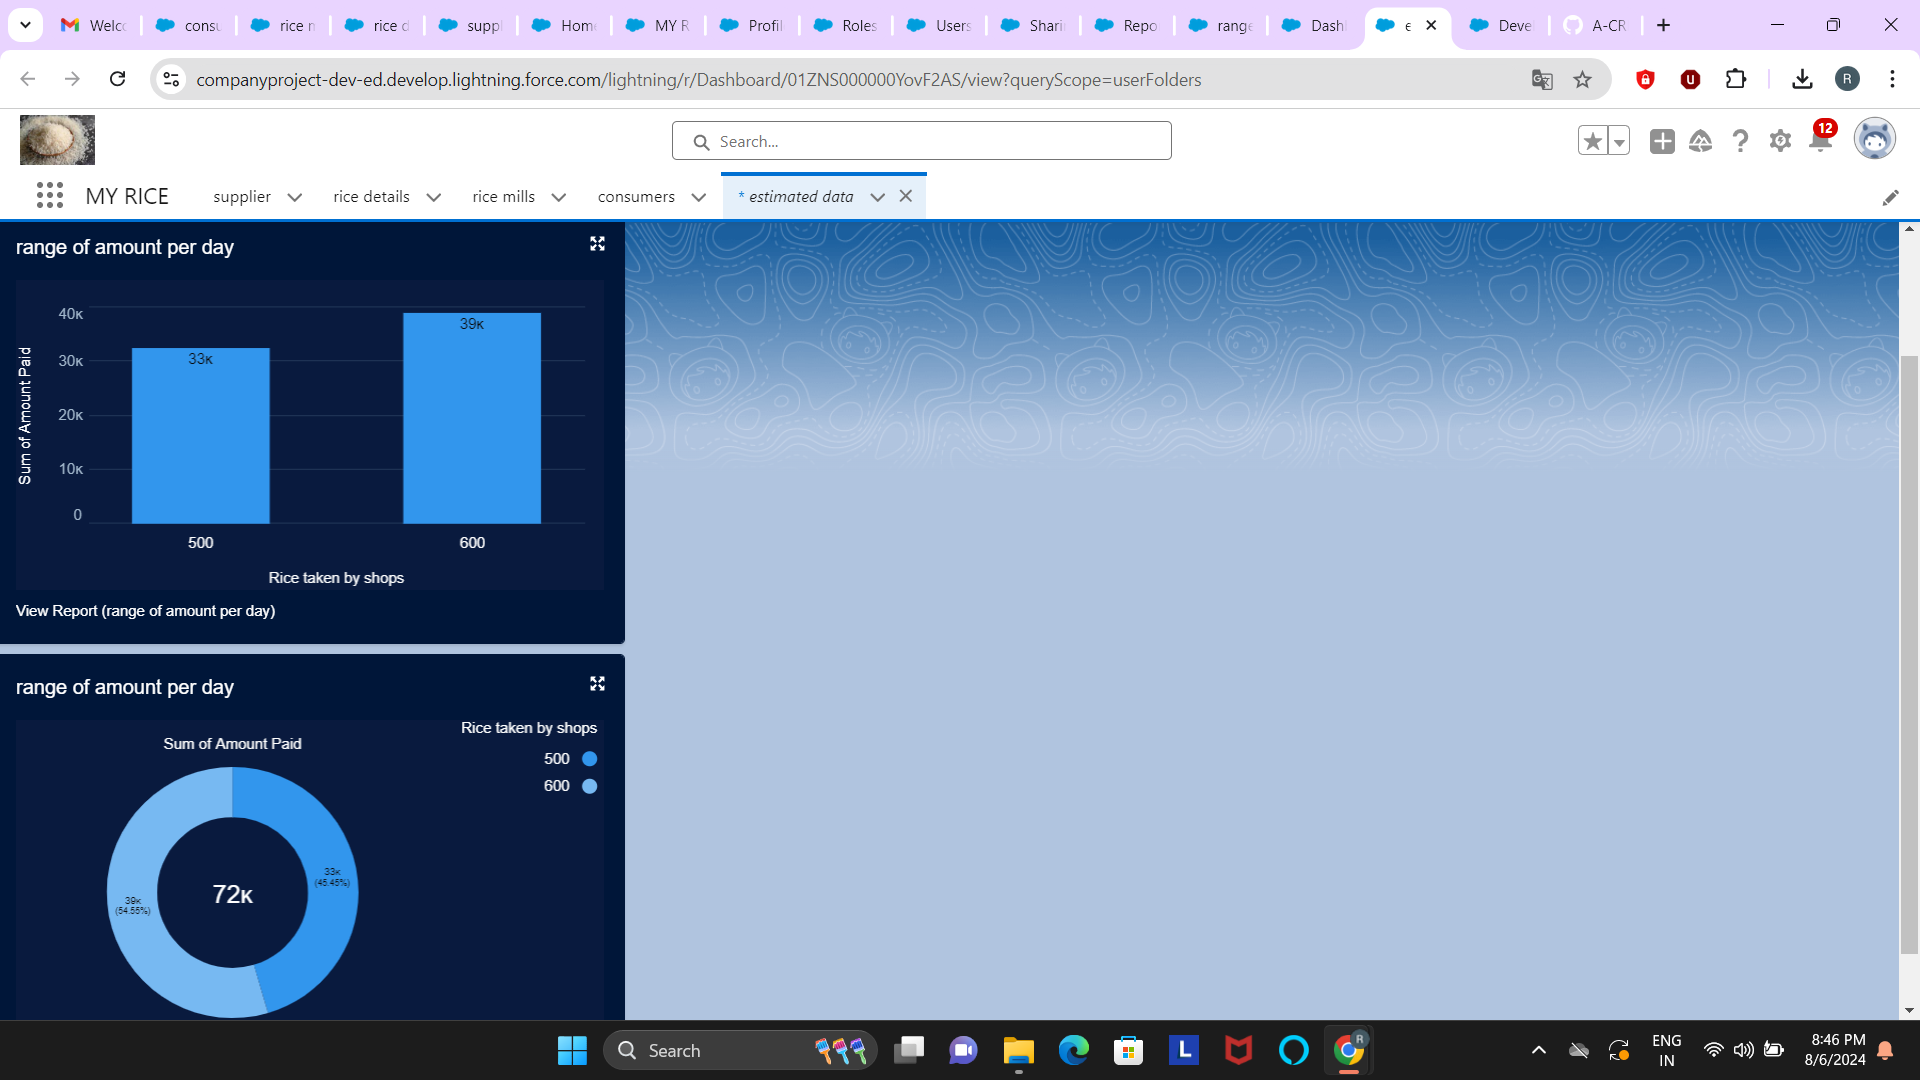 Welc
consu
rice m
rice d
suppl
Home
MY R
Profil
Roles
Users
Shari
Repo
range
Dashl
e
Devel
A-CR
companyproject-dev-ed.develop.lightning.force.com/lightning/r/Dashboard/01ZNS000000YovF2AS/view?queryScope=userFolders
R
Search...
12
MY RICE
supplier
rice details
rice mills
consumers
* estimated data
range of amount per day
Sum of Amount Paid
40K
30K
20K
10K
0
33K
39K
500
600
Rice taken by shops
View Report (range of amount per day)
range of amount per day
Rice taken by shops
500
600
Sum of Amount Paid
33K
(45.45%)
39K
(54.55%)
72K
Search
L
R
ENG
IN
8:46 PM
8/6/2024